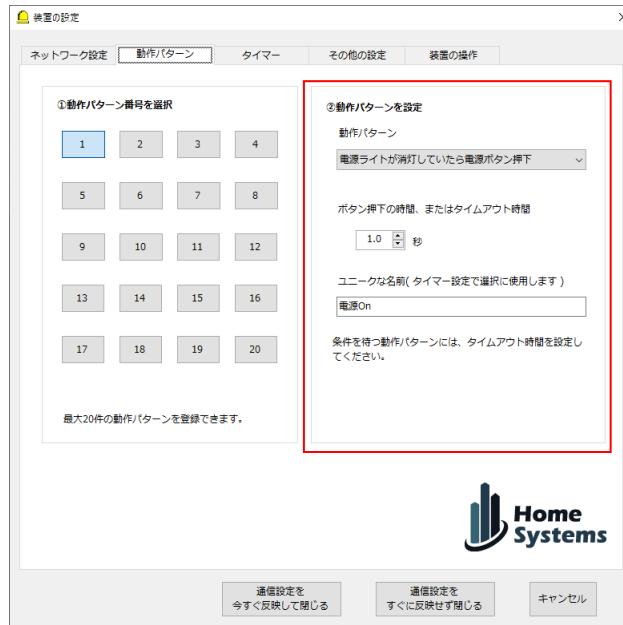 装置の設定
ネットワーク設定
動作パターン
タイマー
その他の設定
装置の操作
①動作パターン番号を選択
1
2
3
4
5
6
7
8
9
10
11
12
13
14
15
16
17
18
19
20
最大20件の動作パターンを登録できます。
②動作パターンを設定
動作パターン
電源ライトが消灯していたら電源ボタン押下
ボタン押下の時間、またはタイムアウト時間
1.0 秒
ユニークな名前( タイマー設定で選択に使用します )
電源On
条件を待つ動作パターンには、タイムアウト時間を設定し
てください。
Home
Systems
通信設定を
今すぐ反映して閉じる
通信設定を
すぐに反映せず閉じる
キャンセル